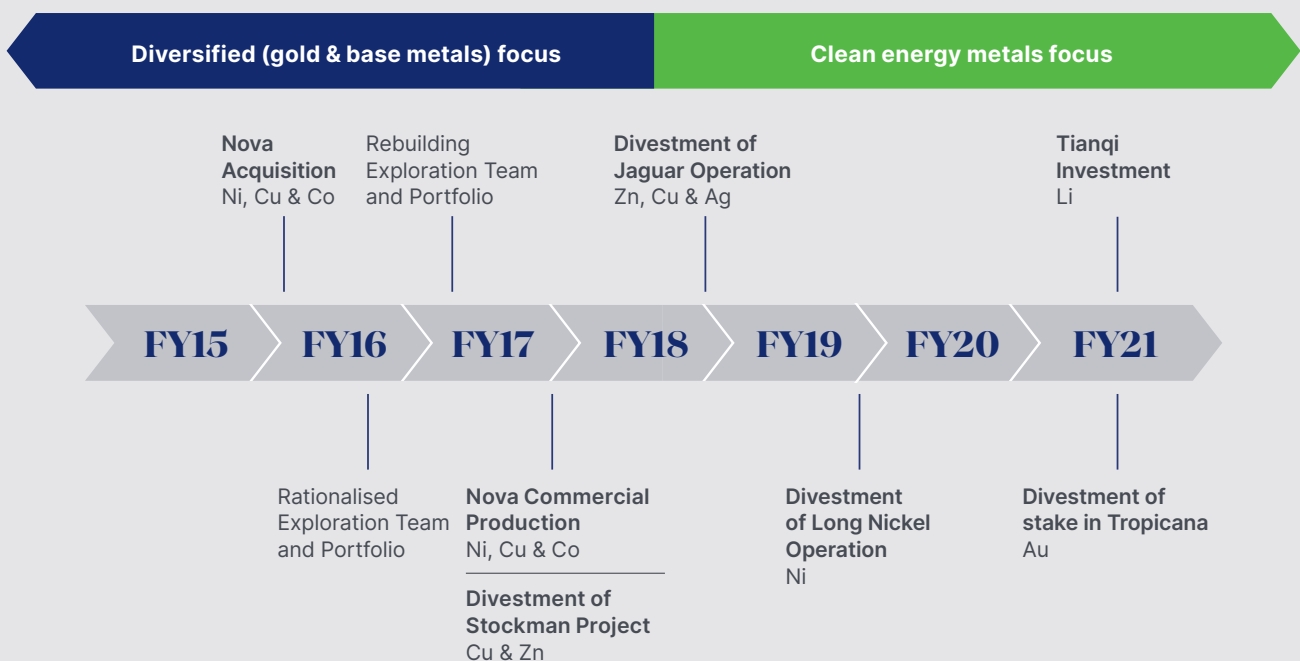 Diversified (gold & base metals) focus
Clean energy metals focus
Nova
Acquisition
Ni, Cu & Co
Rebuilding
Exploration Team
and Portfolio
Divestment of
Jaguar Operation
Zn, Cu & Ag
Tianqi
Investment
Li
FY15
FY16
FY17
FY18
FY19
FY20
FY21
Rationalised
Exploration Team
and Portfolio
Nova Commercial
Production
Ni, Cu & Co
Divestment of
Stockman Project
Cu & Zn
Divestment
of Long Nickel
Operation
Ni
Divestment of
stake in Tropicana
Au